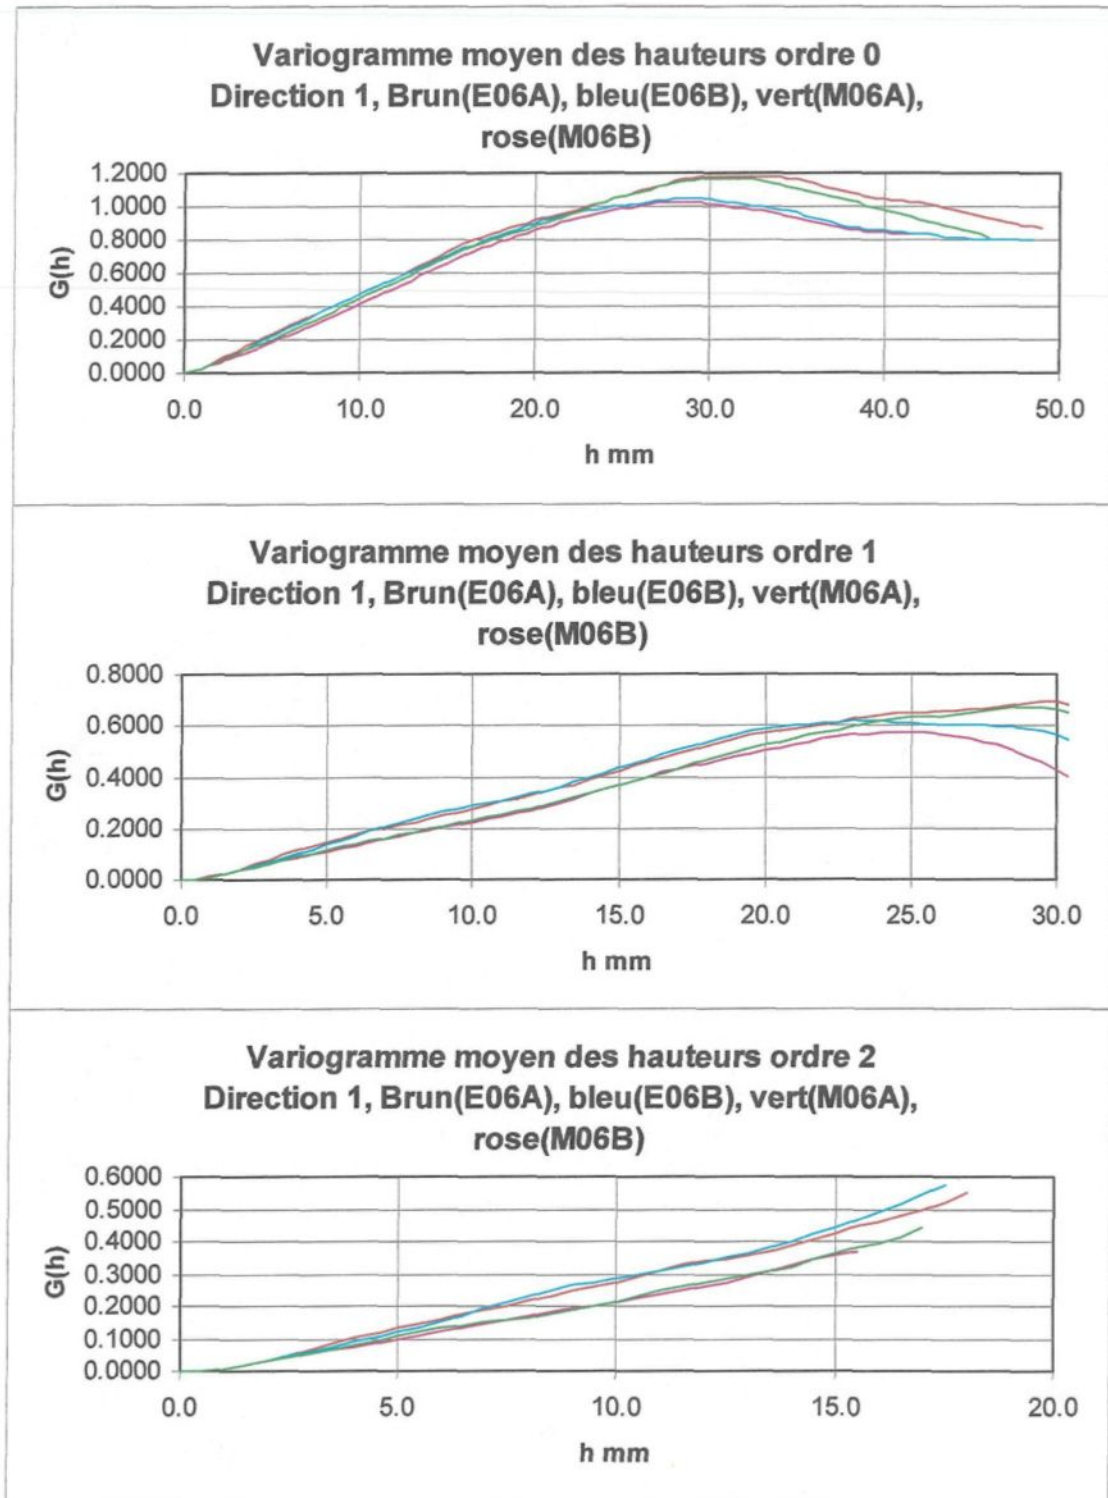 Variogramme moyen des hauteurs ordre 0
Direction 1, Brun(E06A), bleu(E06B), vert(M06A),
rose(M06B)
1.2000
1.0000
0.8000
0.6000
0.4000
0.2000
0.0000
G(h)
0.0 10.0 20.0 30.0 40.0 50.0
h mm
Variogramme moyen des hauteurs ordre 1
Direction 1, Brun(E06A), bleu(E06B), vert(M06A),
rose(M06B)
0.8000
0.6000
0.4000
0.2000
0.0000
G(h)
0.0 5.0 10.0 15.0 20.0 25.0 30.0
h mm
Variogramme moyen des hauteurs ordre 2
Direction 1, Brun(E06A), bleu(E06B), vert(M06A),
rose(M06B)
0.6000
0.5000
0.4000
0.3000
0.2000
0.1000
0.0000
G(h)
0.0 5.0 10.0 15.0 20.0
h mm